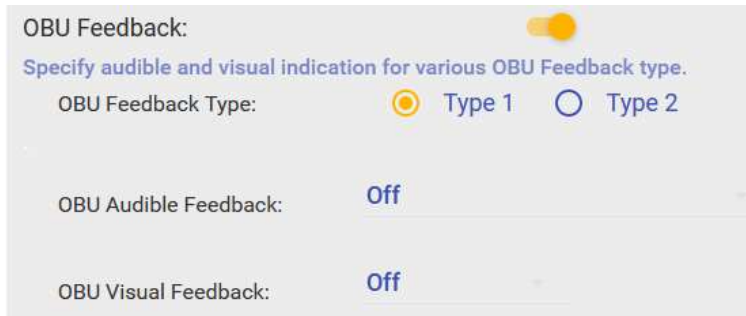 OBU Feedback:
Specify audible and visual indication for various OBU Feedback type.
OBU Feedback Type: Type 1 Type 2
OBU Audible Feedback: Off
OBU Visual Feedback: Off